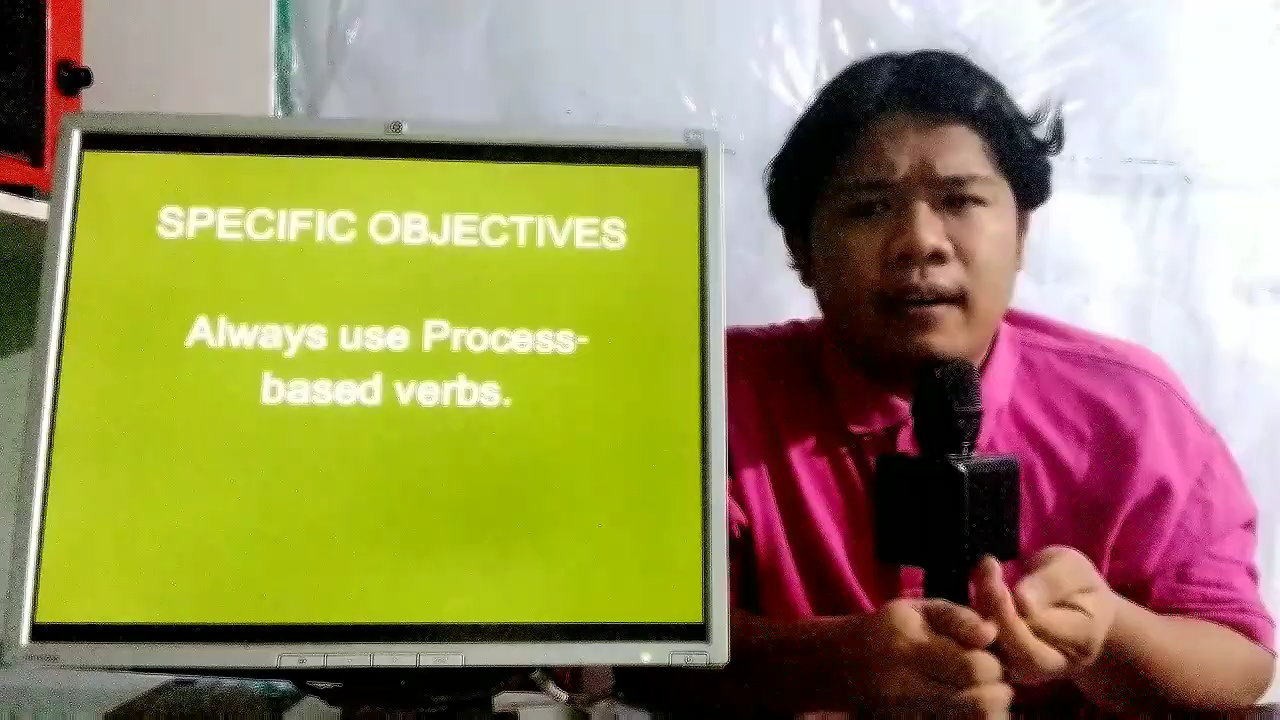 SPECIFIC OBJECTIVES
Always use Process-
based verbs.